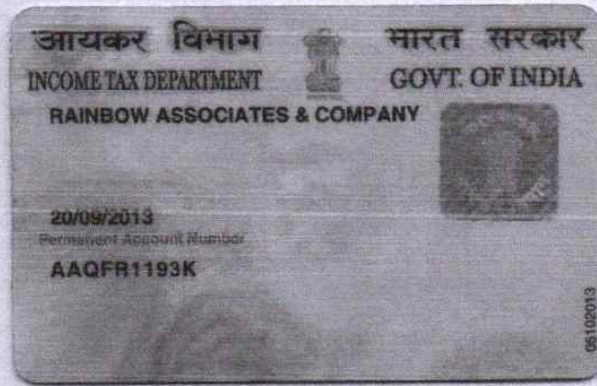 आयकर विभाग
भारत सरकार
INCOME TAX DEPARTMENT
GOVT. OF INDIA
RAINBOW ASSOCIATES & COMPANY
20/09/2013
Permanent Account Number
AAQFR1193K
05102013